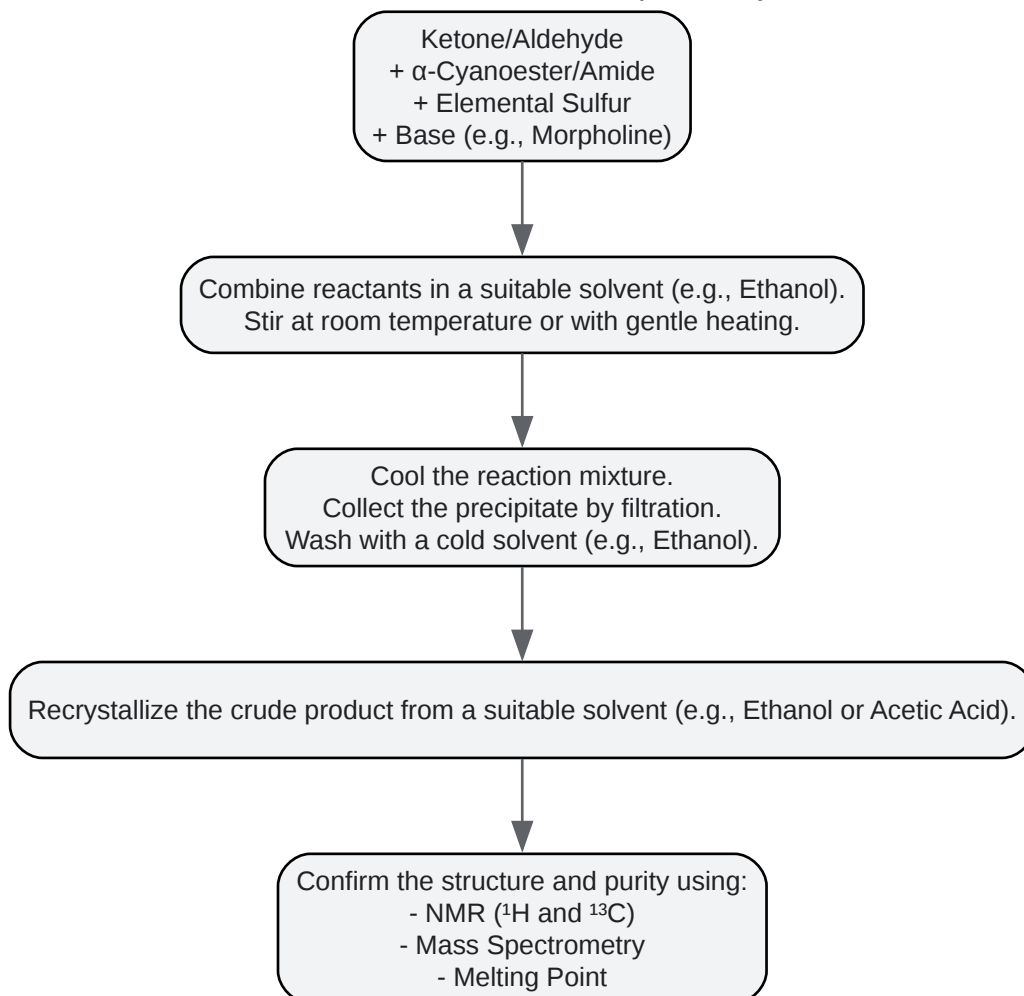 Ketone/Aldehyde
+ α-Cyanoester/Amide
+ Elemental Sulfur
+ Base (e.g., Morpholine)
Combine reactants in a suitable solvent (e.g., Ethanol).
Stir at room temperature or with gentle heating.
Cool the reaction mixture.
Collect the precipitate by filtration.
Wash with a cold solvent (e.g., Ethanol).
Recrystallize the crude product from a suitable solvent (e.g., Ethanol or Acetic Acid).
Confirm the structure and purity using:
- NMR (¹H and ¹³C)
- Mass Spectrometry
- Melting Point